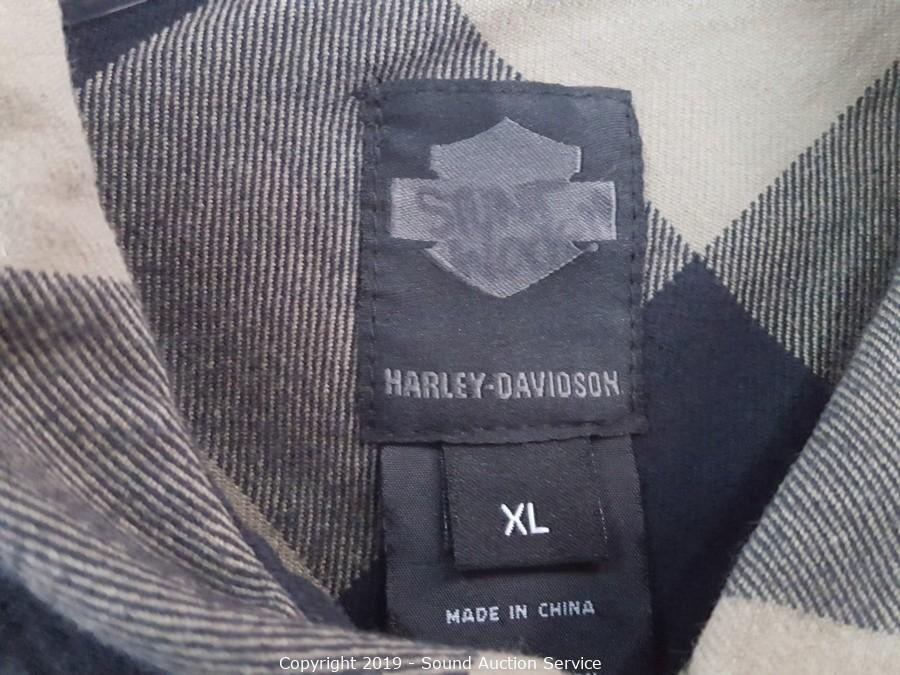 HARLEY-DAVIDSON
XL
MADE IN CHINA
Copyright 2019 - Sound Auction Service